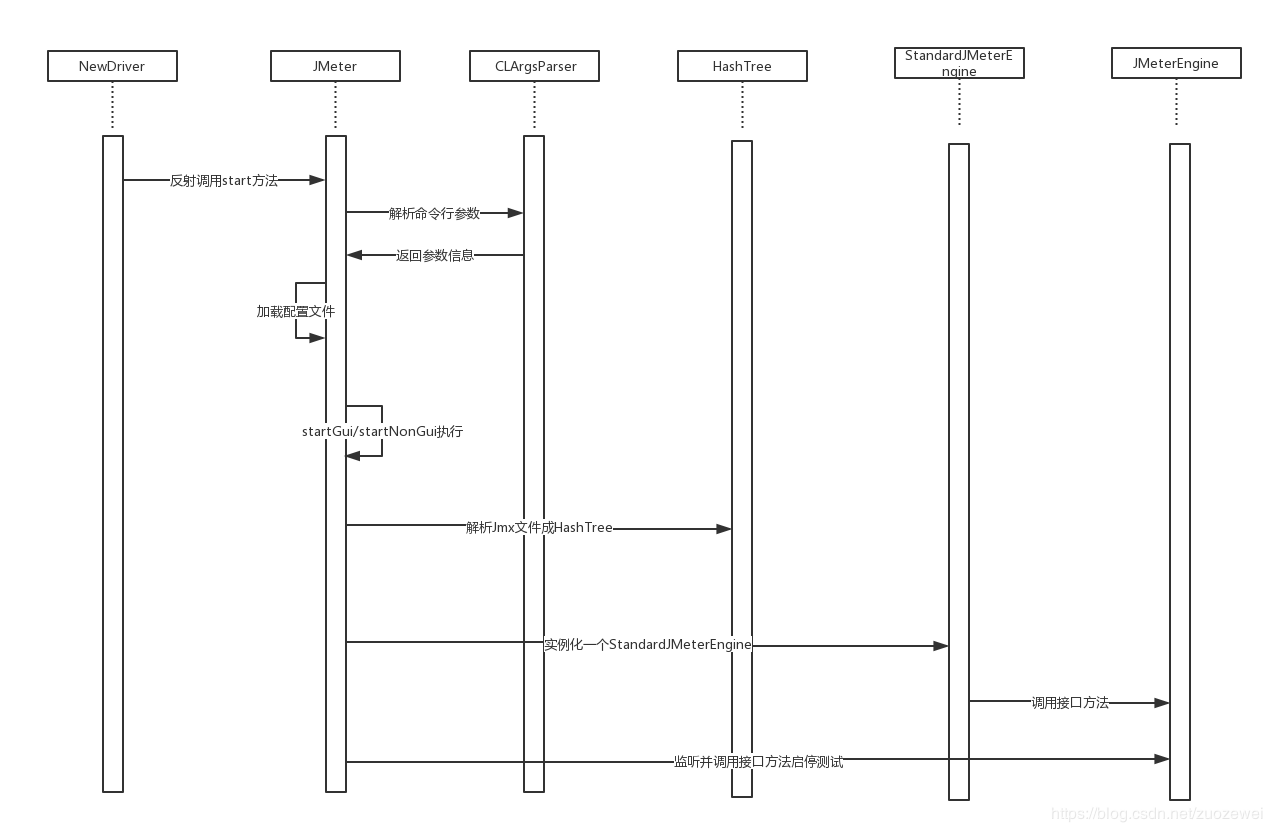 NewDriver
JMeter
CLArgsParser
HashTree
StandardJMeterE
ngine
JMeterEngine
反射调用start方法
解析命令行参数
返回参数信息
加载配置文件
startGui/startNonGui执行
解析Jmx文件成HashTree
实例化一个StandardJMeterEngine
调用接口方法
监听并调用接口方法启停测试
https://blog.csdn.net/zuozewei